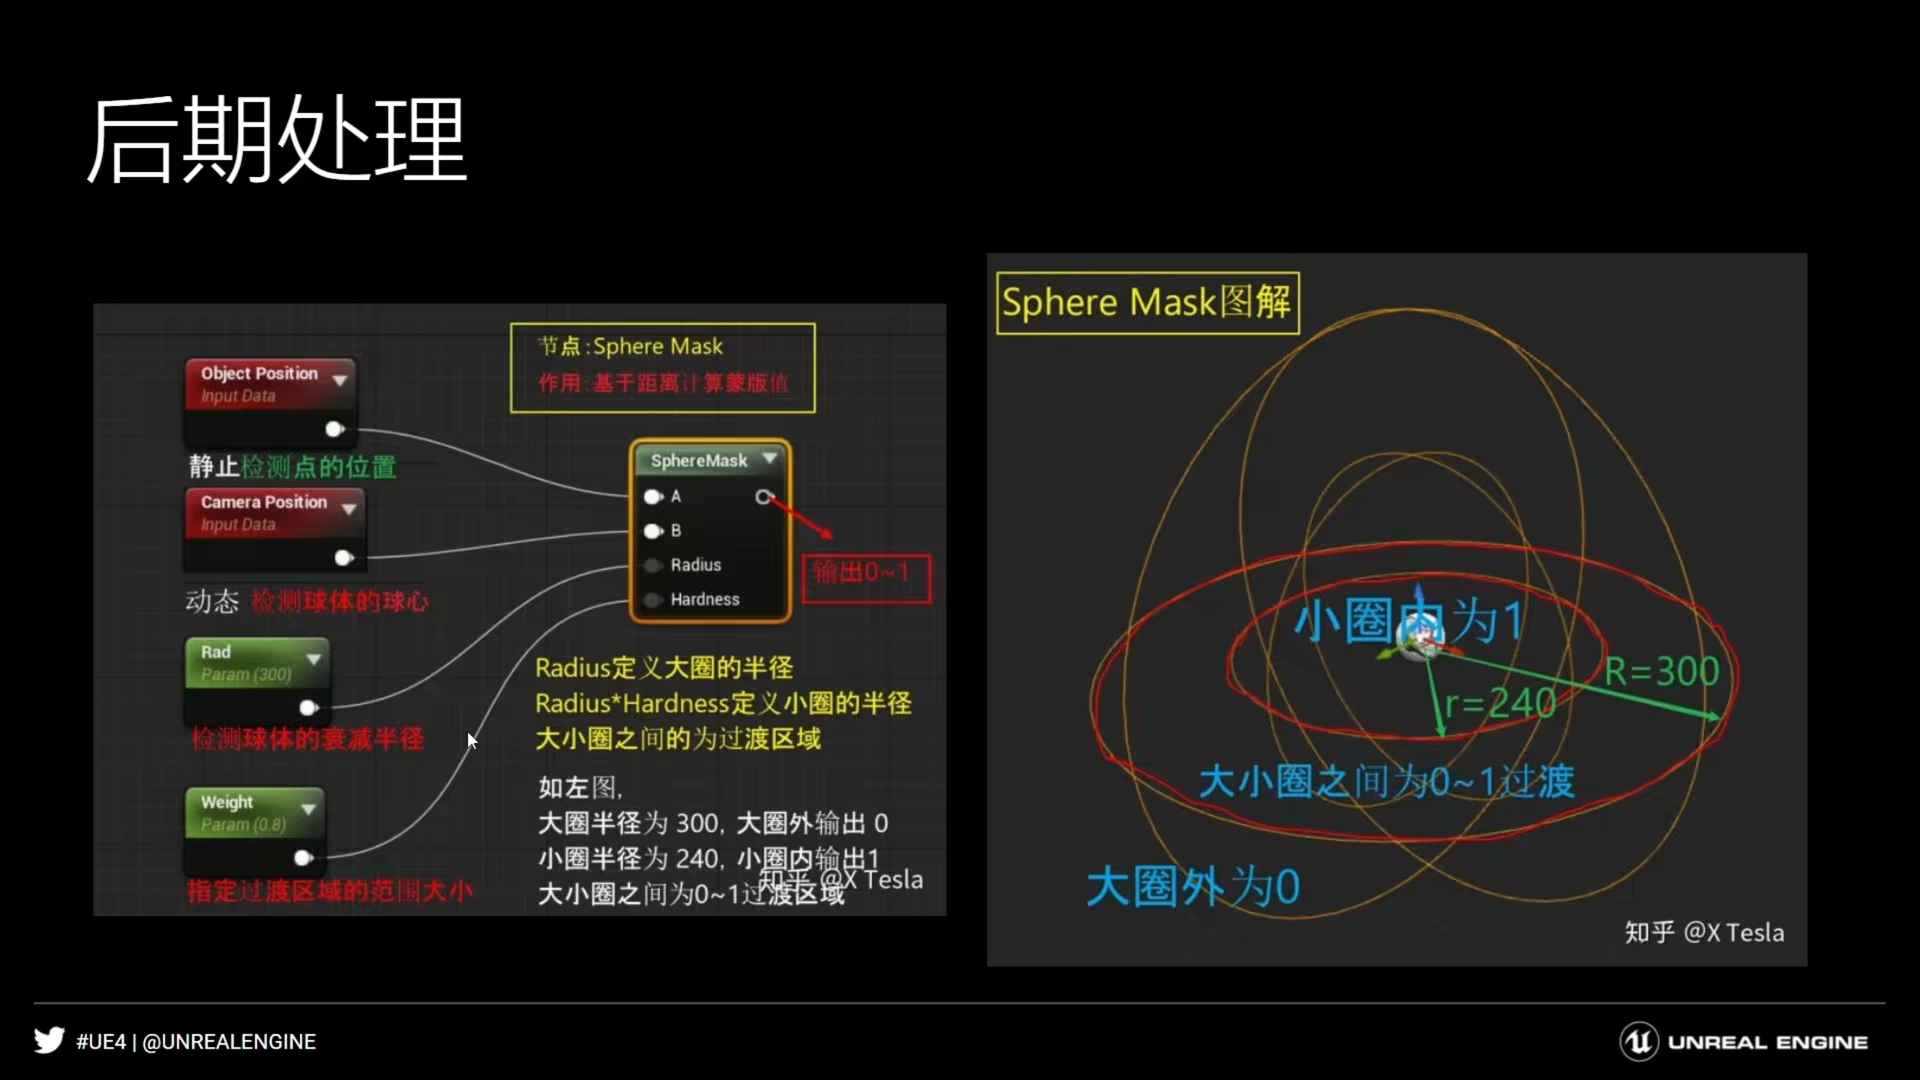 后期处理
节点:Sphere Mask
作用:基于距离计算蒙版值
Object Position
Input Data
静止检测点的位置
Camera Position
Input Data
动态 检测球体的球心
Rad
Param (300)
检测球体的衰减半径
Weight
Param (0.8)
指定过渡区域的范围大小
SphereMask
A
B
Radius
Hardness
输出0~1
Radius定义大圈的半径
Radius*Hardness定义小圈的半径
大小圈之间的为过渡区域
如左图,
大圈半径为 300, 大圈外输出 0
小圈半径为 240, 小圈内输出1
大小圈之间为0~1过渡区域
知乎 @X Tesla
Sphere Mask图解
小圈内为1
R=300
r=240
大小圈之间为0~1过渡
大圈外为0
知乎 @X Tesla
#UE4 | @UNREALENGINE
UNREAL ENGINE